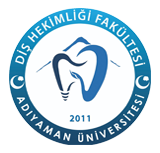 DİŞ HEKİMLİĞİ FAKÜLTESİ
2011
ADIYAMAN ÜNİVERSİTESİ